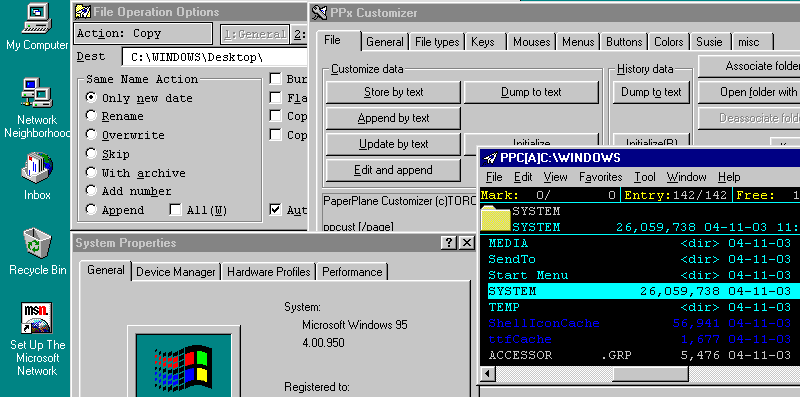 My Computer
Network
Neighborhood
Inbox
Recycle Bin
Set Up The
Microsoft
Network
File Operation Options
Action: Copy
1:General
2:
Dest
C:\WINDOWS\Desktop\
Same Name Action
Only new date
Rename
Overwrite
Skip
With archive
Add number
Append
All(W)
Bur
Fla
Cop
Cop
Aut
PPx Customizer
File
General
File types
Keys
Mouses
Menus
Buttons
Colors
Susie
misc
Customize data
Store by text
Dump to text
Append by text
Update by text
Initialize
Edit and append
History data
Dump to text
Initialize(R)
Associate folder
Open folder with
Deassociate folde
PaperPlane Customizer (c)TORO
ppcust [/page]
System Properties
General
Device Manager
Hardware Profiles
Performance
System:
Microsoft Windows 95
4.00.950
Registered to:
PPC[A]C:\WINDOWS
File Edit View Favorites Tool Window Help
Mark: 0/ 0 Entry:142/142 Free: 1
SYSTEM
SYSTEM 26,059,738 04-11-03 11:
MEDIA <dir> 04-11-03
SendTo <dir> 04-11-03
Start Menu <dir> 04-11-03
SYSTEM 26,059,738 04-11-03
TEMP <dir> 04-11-03
ShellIconCache 56,941 04-11-03
ttfCache 1,677 04-11-03
ACCESSOR .GRP 5,476 04-11-03